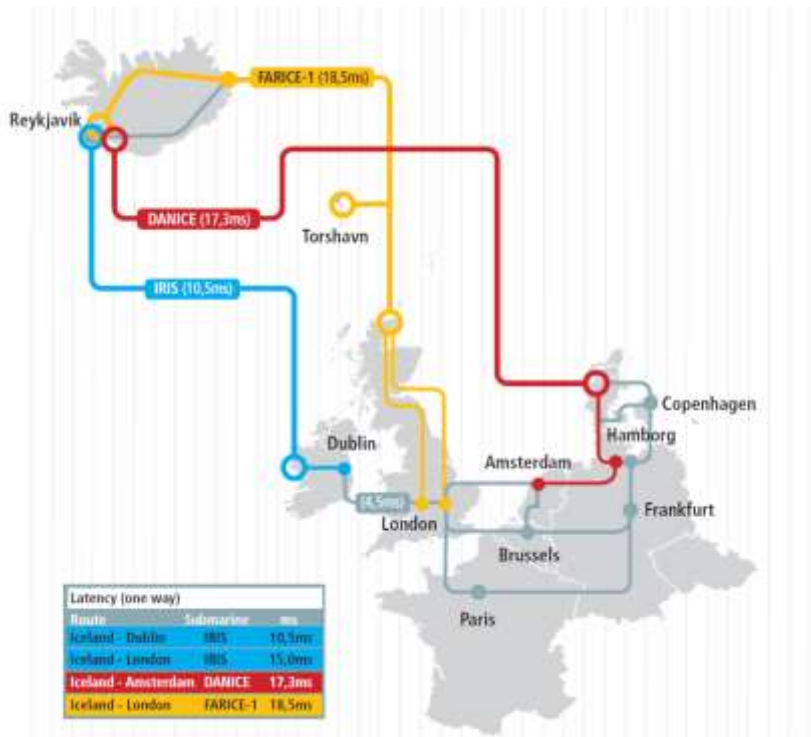 FARICE-1 (18,5ms)
Reykjavik
DANICE (17,3ms)
Torshavn
IRIS (10,5ms)
Copenhagen
Hamborg
Dublin
Amsterdam
(4,5ms)
London
Frankfurt
Brussels
Paris
Latency (one way)
Route Submarine ms
Iceland - Dublin IRIS 10,5ms
Iceland - London IRIS 15,0ms
Iceland - Amsterdam DANICE 17,3ms
Iceland - London FARICE-1 18,5ms